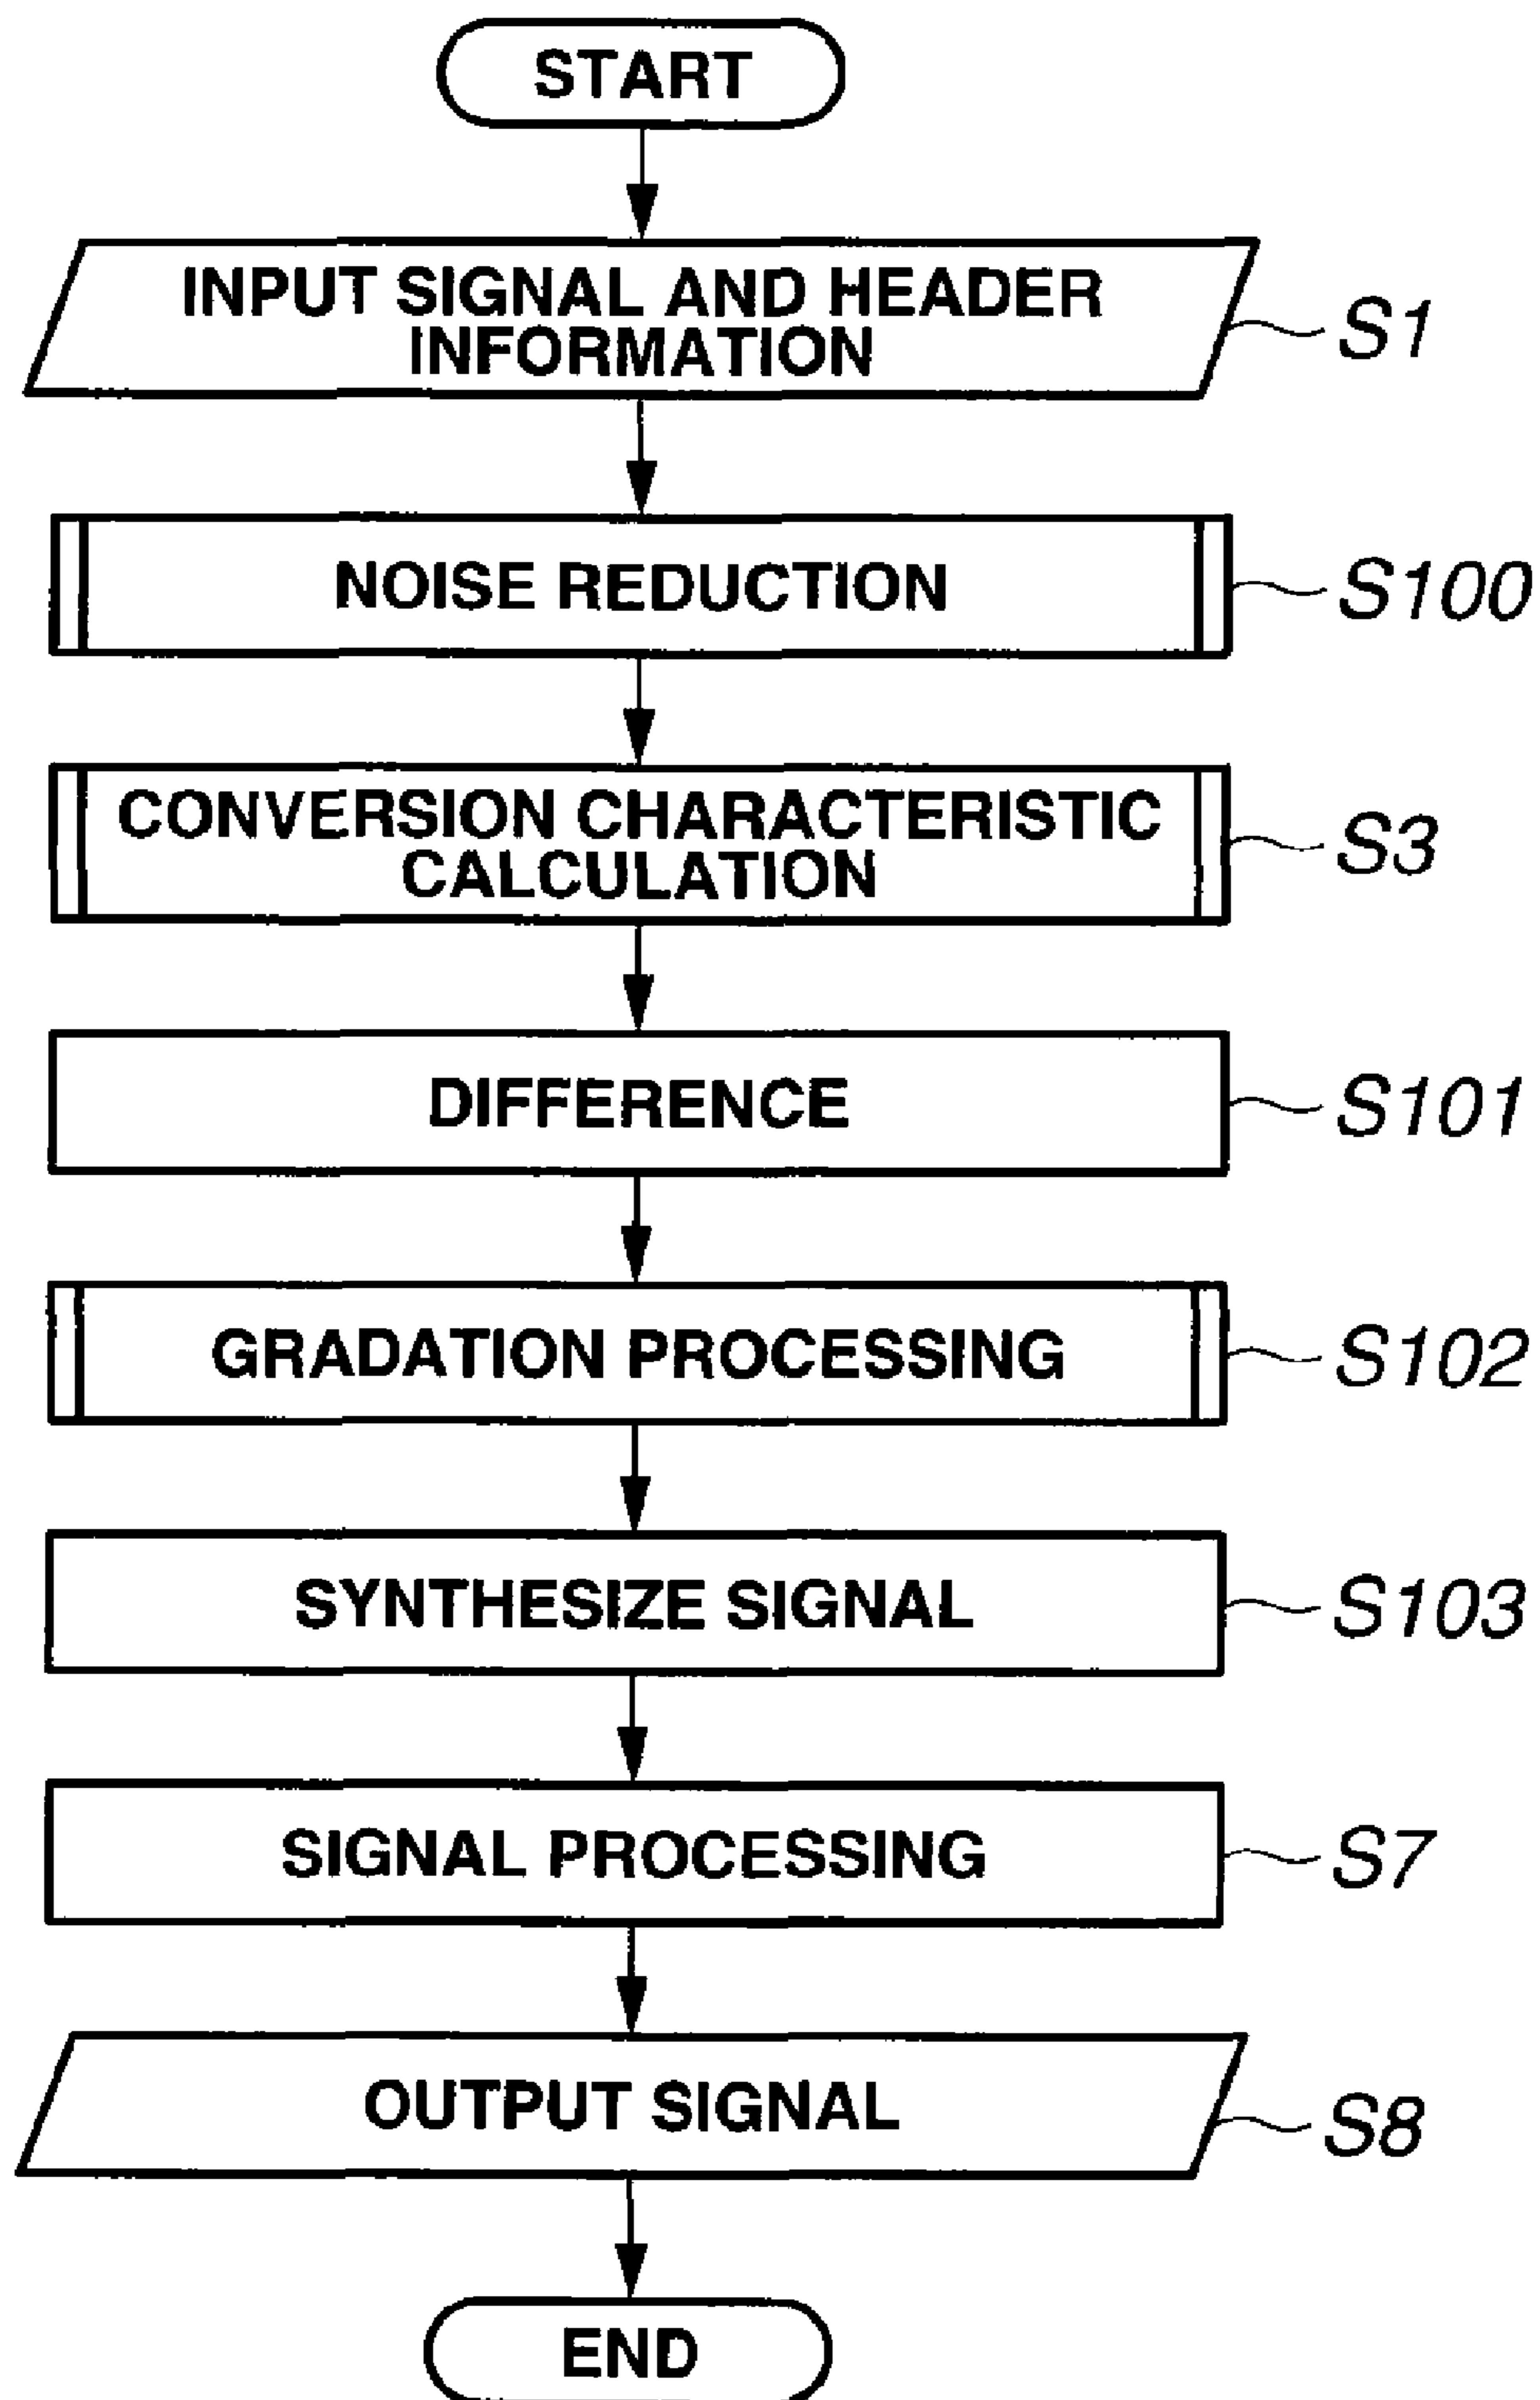 START
INPUT SIGNAL AND HEADER
INFORMATION
S1
NOISE REDUCTION
S100
CONVERSION CHARACTERISTIC
CALCULATION
S3
DIFFERENCE
S101
GRADATION PROCESSING
S102
SYNTHESIZE SIGNAL
S103
SIGNAL PROCESSING
S7
OUTPUT SIGNAL
S8
END